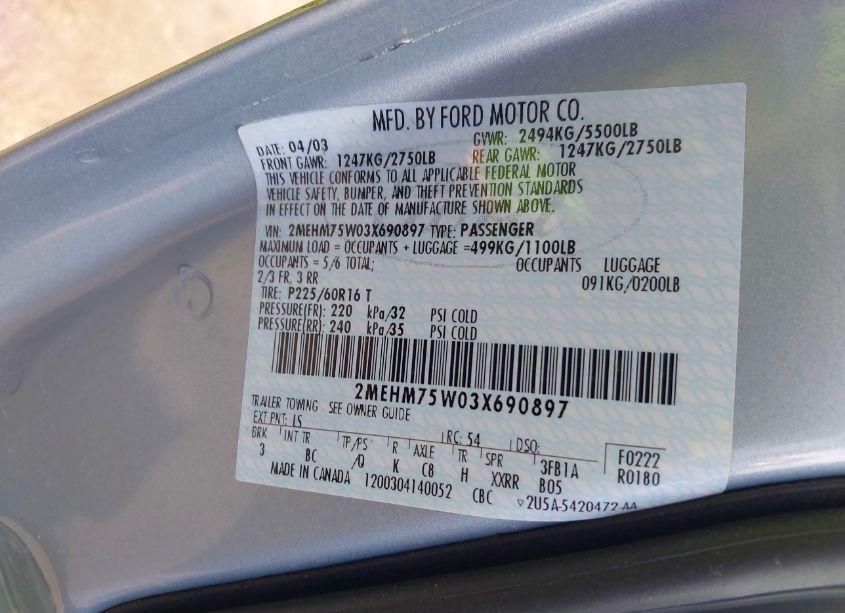 MFD. BY FORD MOTOR CO.
DATE: 04/03 GVWR: 2494KG/5500LB
FRONT GAWR: 1247KG/2750LB REAR GAWR: 1247KG/2750LB
THIS VEHICLE CONFORMS TO ALL APPLICABLE FEDERAL MOTOR
VEHICLE SAFETY, BUMPER, AND THEFT PREVENTION STANDARDS
IN EFFECT ON THE DATE OF MANUFACTURE SHOWN ABOVE.
VIN: 2MEHM75W03X690897 TYPE: PASSENGER
MAXIMUM LOAD = OCCUPANTS + LUGGAGE =499KG/1100LB
OCCUPANTS = 5/6 TOTAL; OCCUPANTS LUGGAGE
2/3 FR, 3 RR 091KG/0200LB
TIRE: P225/60R16 T
PRESSURE(FR): 220 kPa/32 PSI COLD
PRESSURE(RR): 240 kPa/35 PSI COLD
2MEHM75W03X690897
TRAILER TOWING - SEE OWNER GUIDE
EXT PNT: LS RC: 54 DSO:
BRK INT TR TP/PS R AXLE TR SPR F0222
3 BC /Q K C8 H XXRR 3FB1A R0180
MADE IN CANADA 1200304140052 CBC B05
▽2U5A-5420472-AA